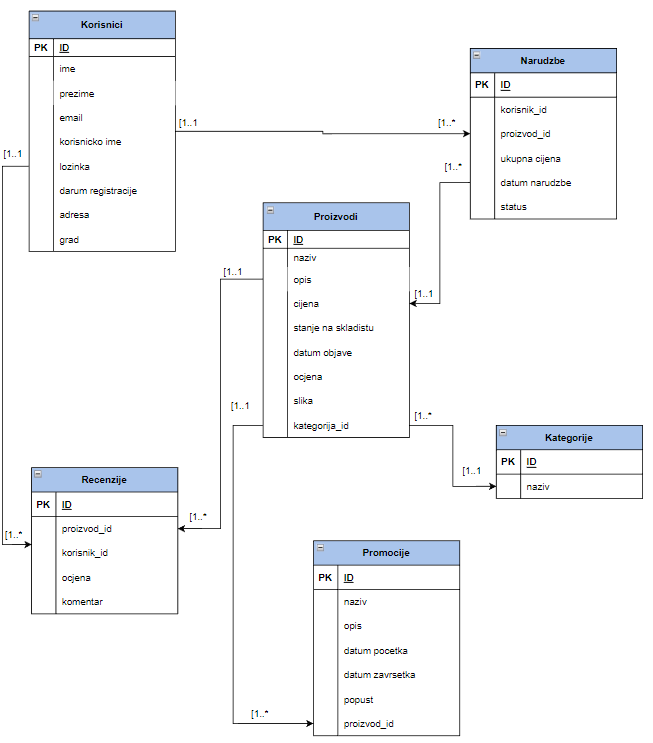 Korisnici
PK ID
ime
prezime
email
korisnicko ime
lozinka
darum registracije
adresa
grad
Narudzbe
PK ID
korisnik_id
proizvod_id
ukupna cijena
datum narudzbe
status
[1..1
[1..*
[1..1
[1..*
Proizvodi
PK ID
naziv
opis
cijena
stanje na skladistu
datum objave
ocjena
slika
kategorija_id
[1..1
[1..1
[1..1
[1..*
[1..1
Kategorije
PK ID
naziv
Recenzije
PK ID
proizvod_id
korisnik_id
ocjena
komentar
[1..*
[1..*
Promocije
PK ID
naziv
opis
datum pocetka
datum zavrsetka
popust
proizvod_id
[1..*